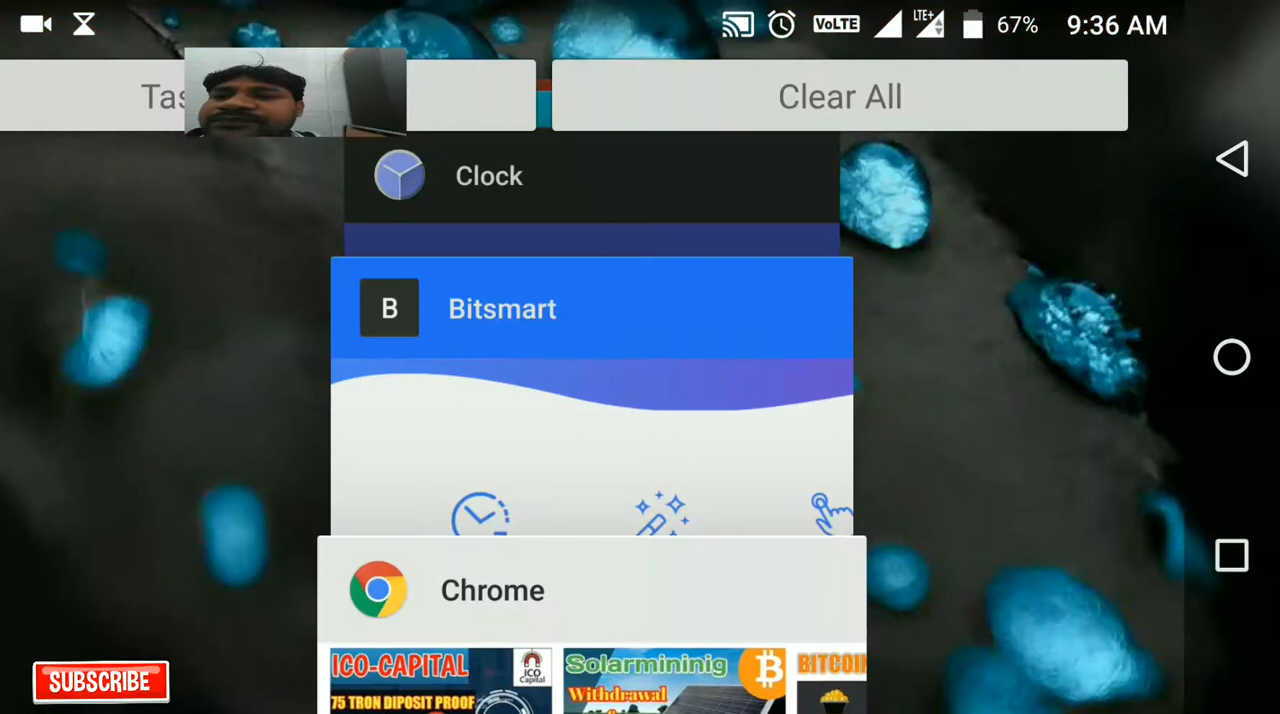 VoLTE LTE+ 67% 9:36 AM
Clear All
Clock
B Bitsmart
Chrome
ICO-CAPITAL
JCO
Capital
75 TRON DIPOSIT PROOF
Solarmininig
Withdrawal
SUBSCRIBE